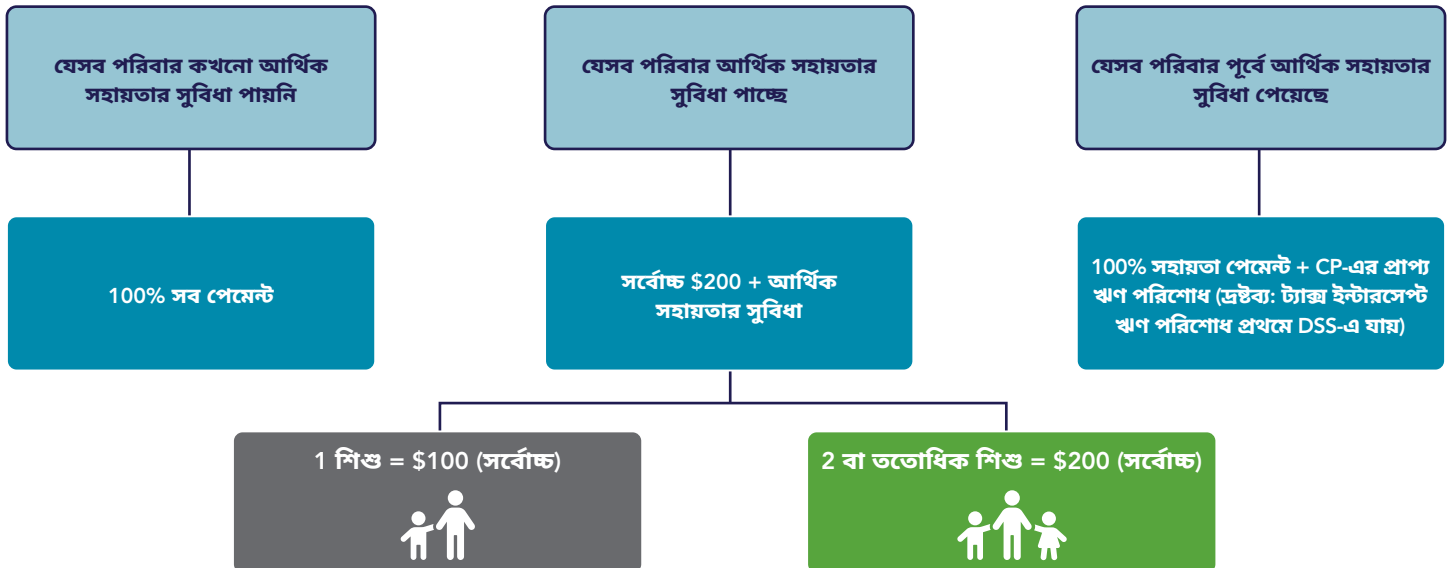 যেসব পরিবার কখনো আর্থিক
সহায়তার সুবিধা পায়নি
যেসব পরিবার আর্থিক সহায়তার
সুবিধা পাচ্ছে
যেসব পরিবার পূর্বে আর্থিক সহায়তার
সুবিধা পেয়েছে
100% সব পেমেন্ট
সর্বোচ্চ $200 + আর্থিক
সহায়তার সুবিধা
100% সহায়তা পেমেন্ট + CP-এর প্রাপ্য
ঋণ পরিশোধ (দ্রষ্টব্য: ট্যাক্স ইন্টারসেপ্ট
ঋণ পরিশোধ প্রথমে DSS-এ যায়)
1 শিশু = $100 (সর্বোচ্চ)
2 বা ততোধিক শিশু = $200 (সর্বোচ্চ)